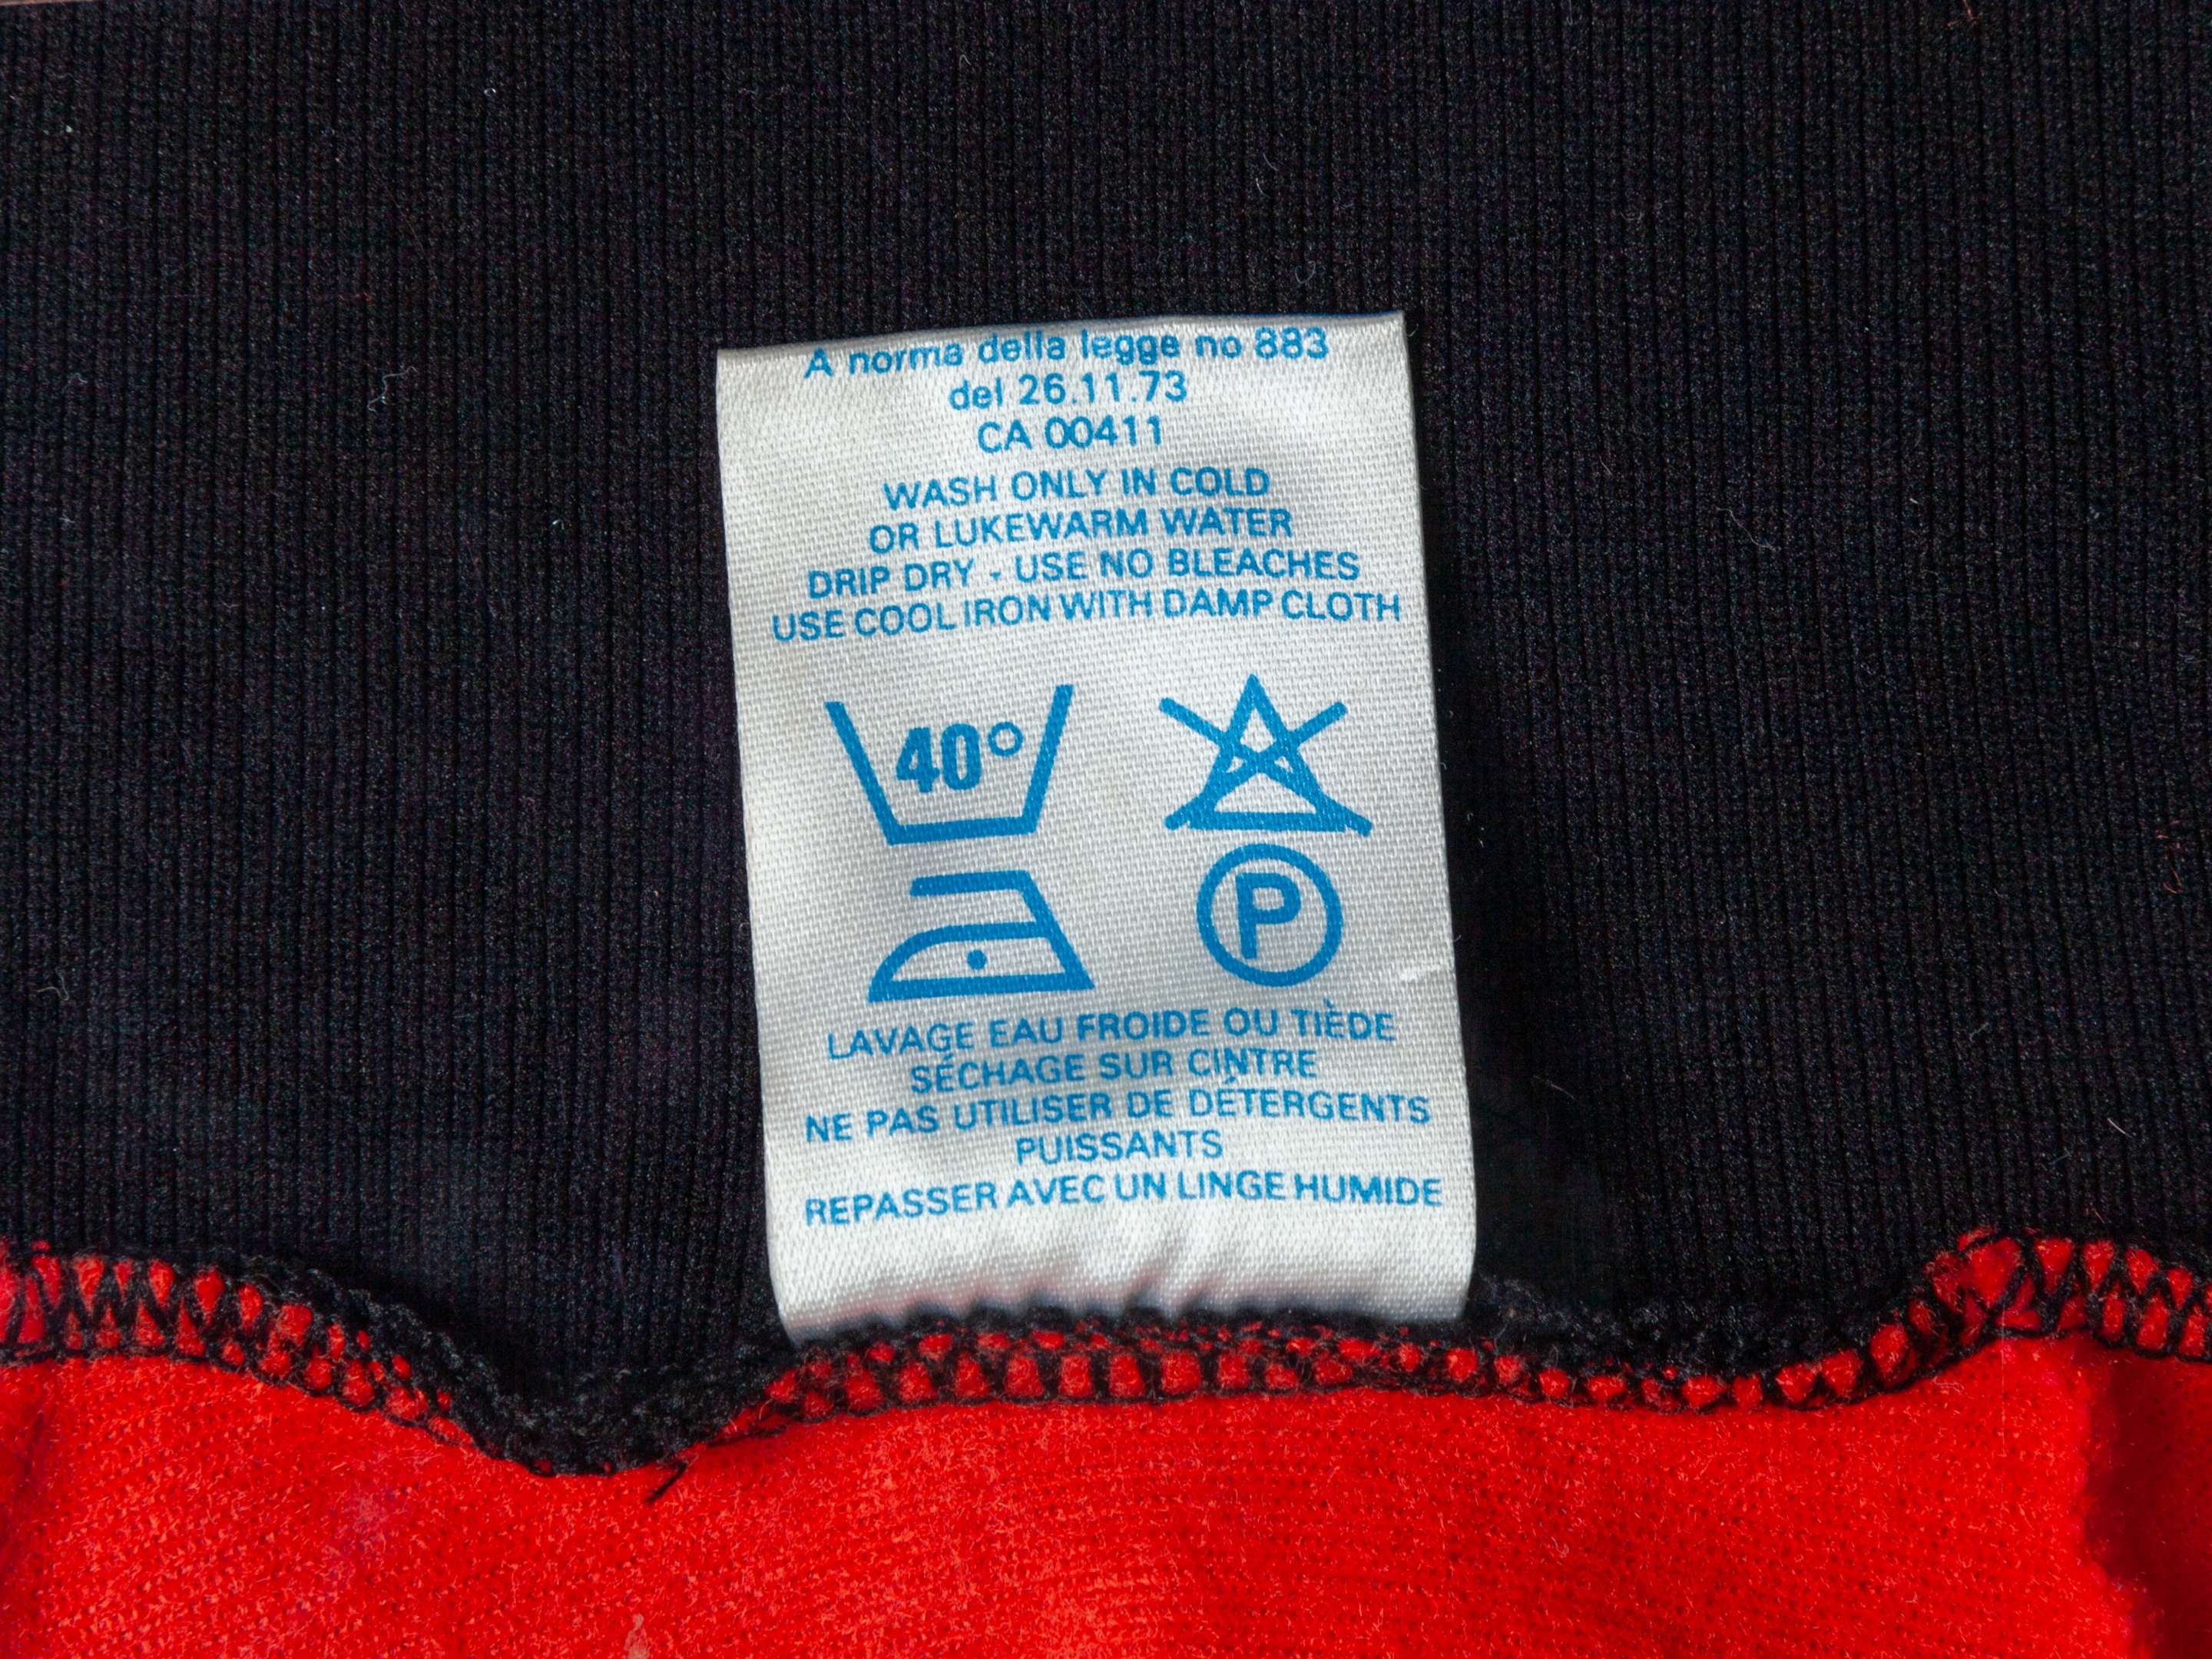 A norma della legge no 883
del 26.11.73
CA 00411
WASH ONLY IN COLD
OR LUKEWARM WATER
DRIP DRY - USE NO BLEACHES
USE COOL IRON WITH DAMP CLOTH
40°
P
LAVAGE EAU FROIDE OU TIÈDE
SÉCHAGE SUR CINTRE
NE PAS UTILISER DE DÉTERGENTS
PUISSANTS
REPASSER AVEC UN LINGE HUMIDE